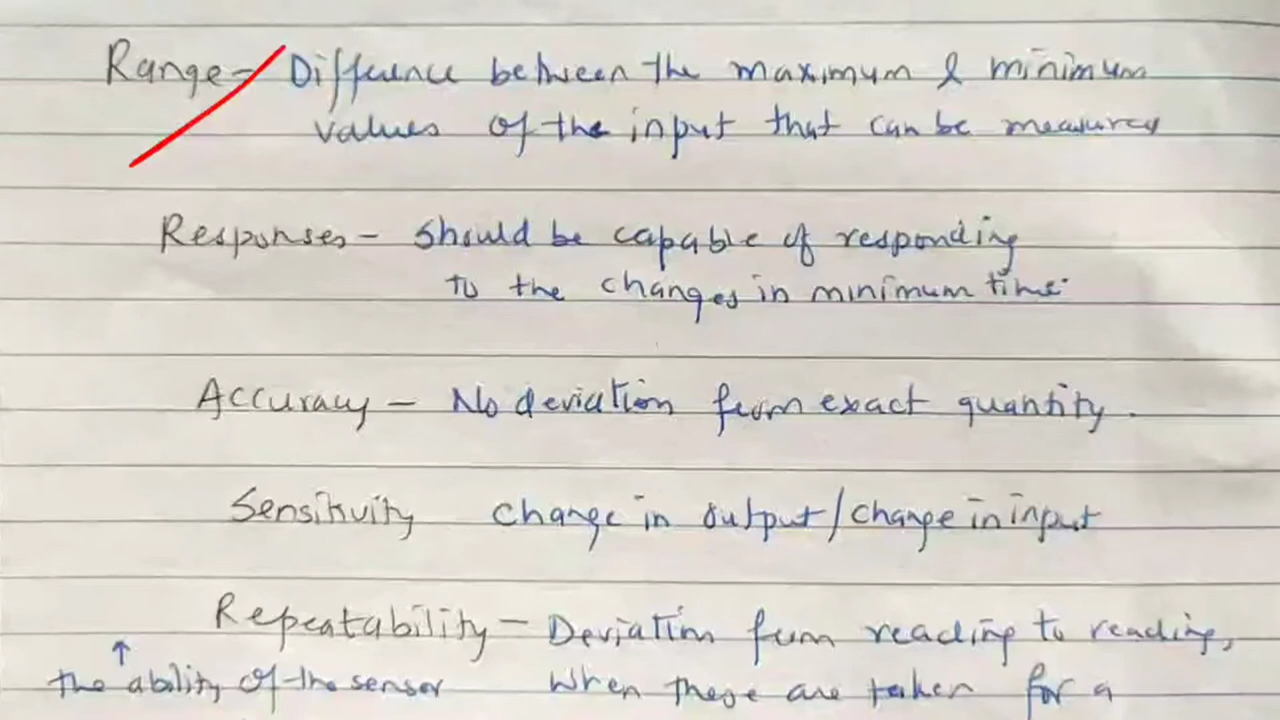 Range - Difference between the maximum & minimum
values of the input that can be measured
Responses - Should be capable of responding
to the changes in minimum time.
Accuracy - No deviation from exact quantity.
Sensitivity change in output/change in input
Repeatability - Deviation from reading to reading,
↑
the ability of the sensor when these are taken for a